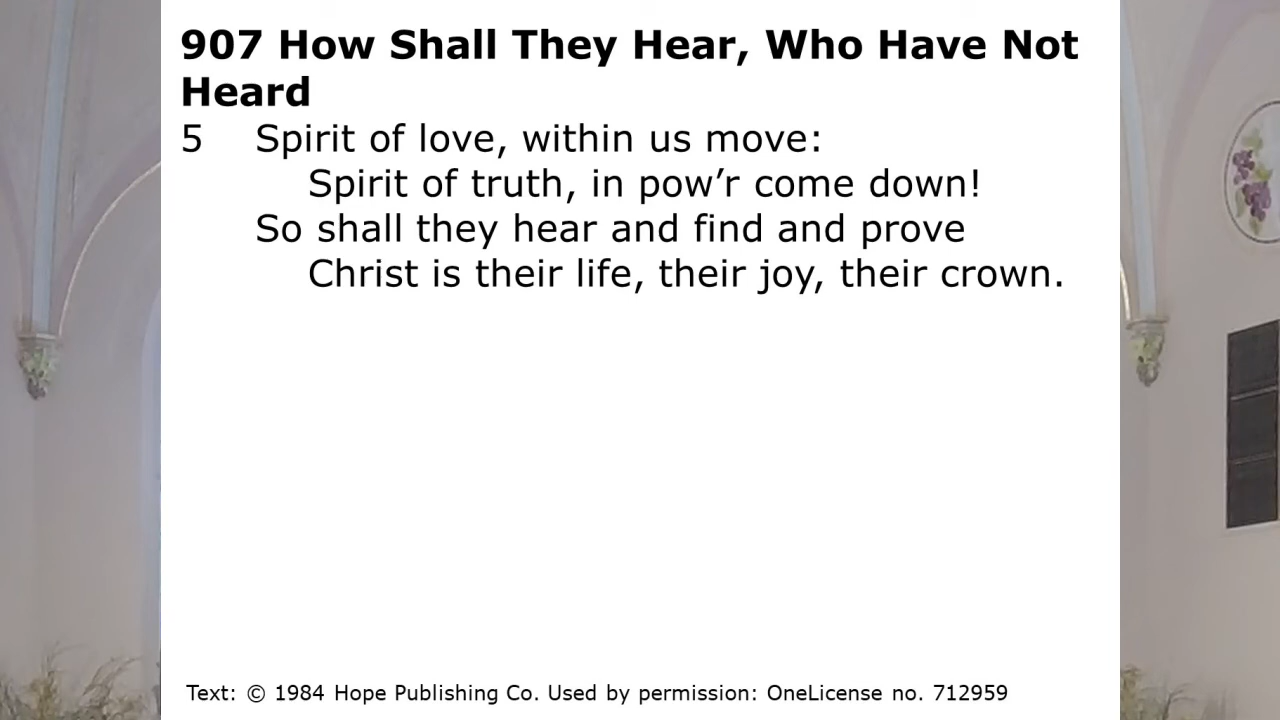 907 How Shall They Hear, Who Have Not
Heard
5 Spirit of love, within us move:
Spirit of truth, in pow’r come down!
So shall they hear and find and prove
Christ is their life, their joy, their crown.
Text: © 1984 Hope Publishing Co. Used by permission: OneLicense no. 712959